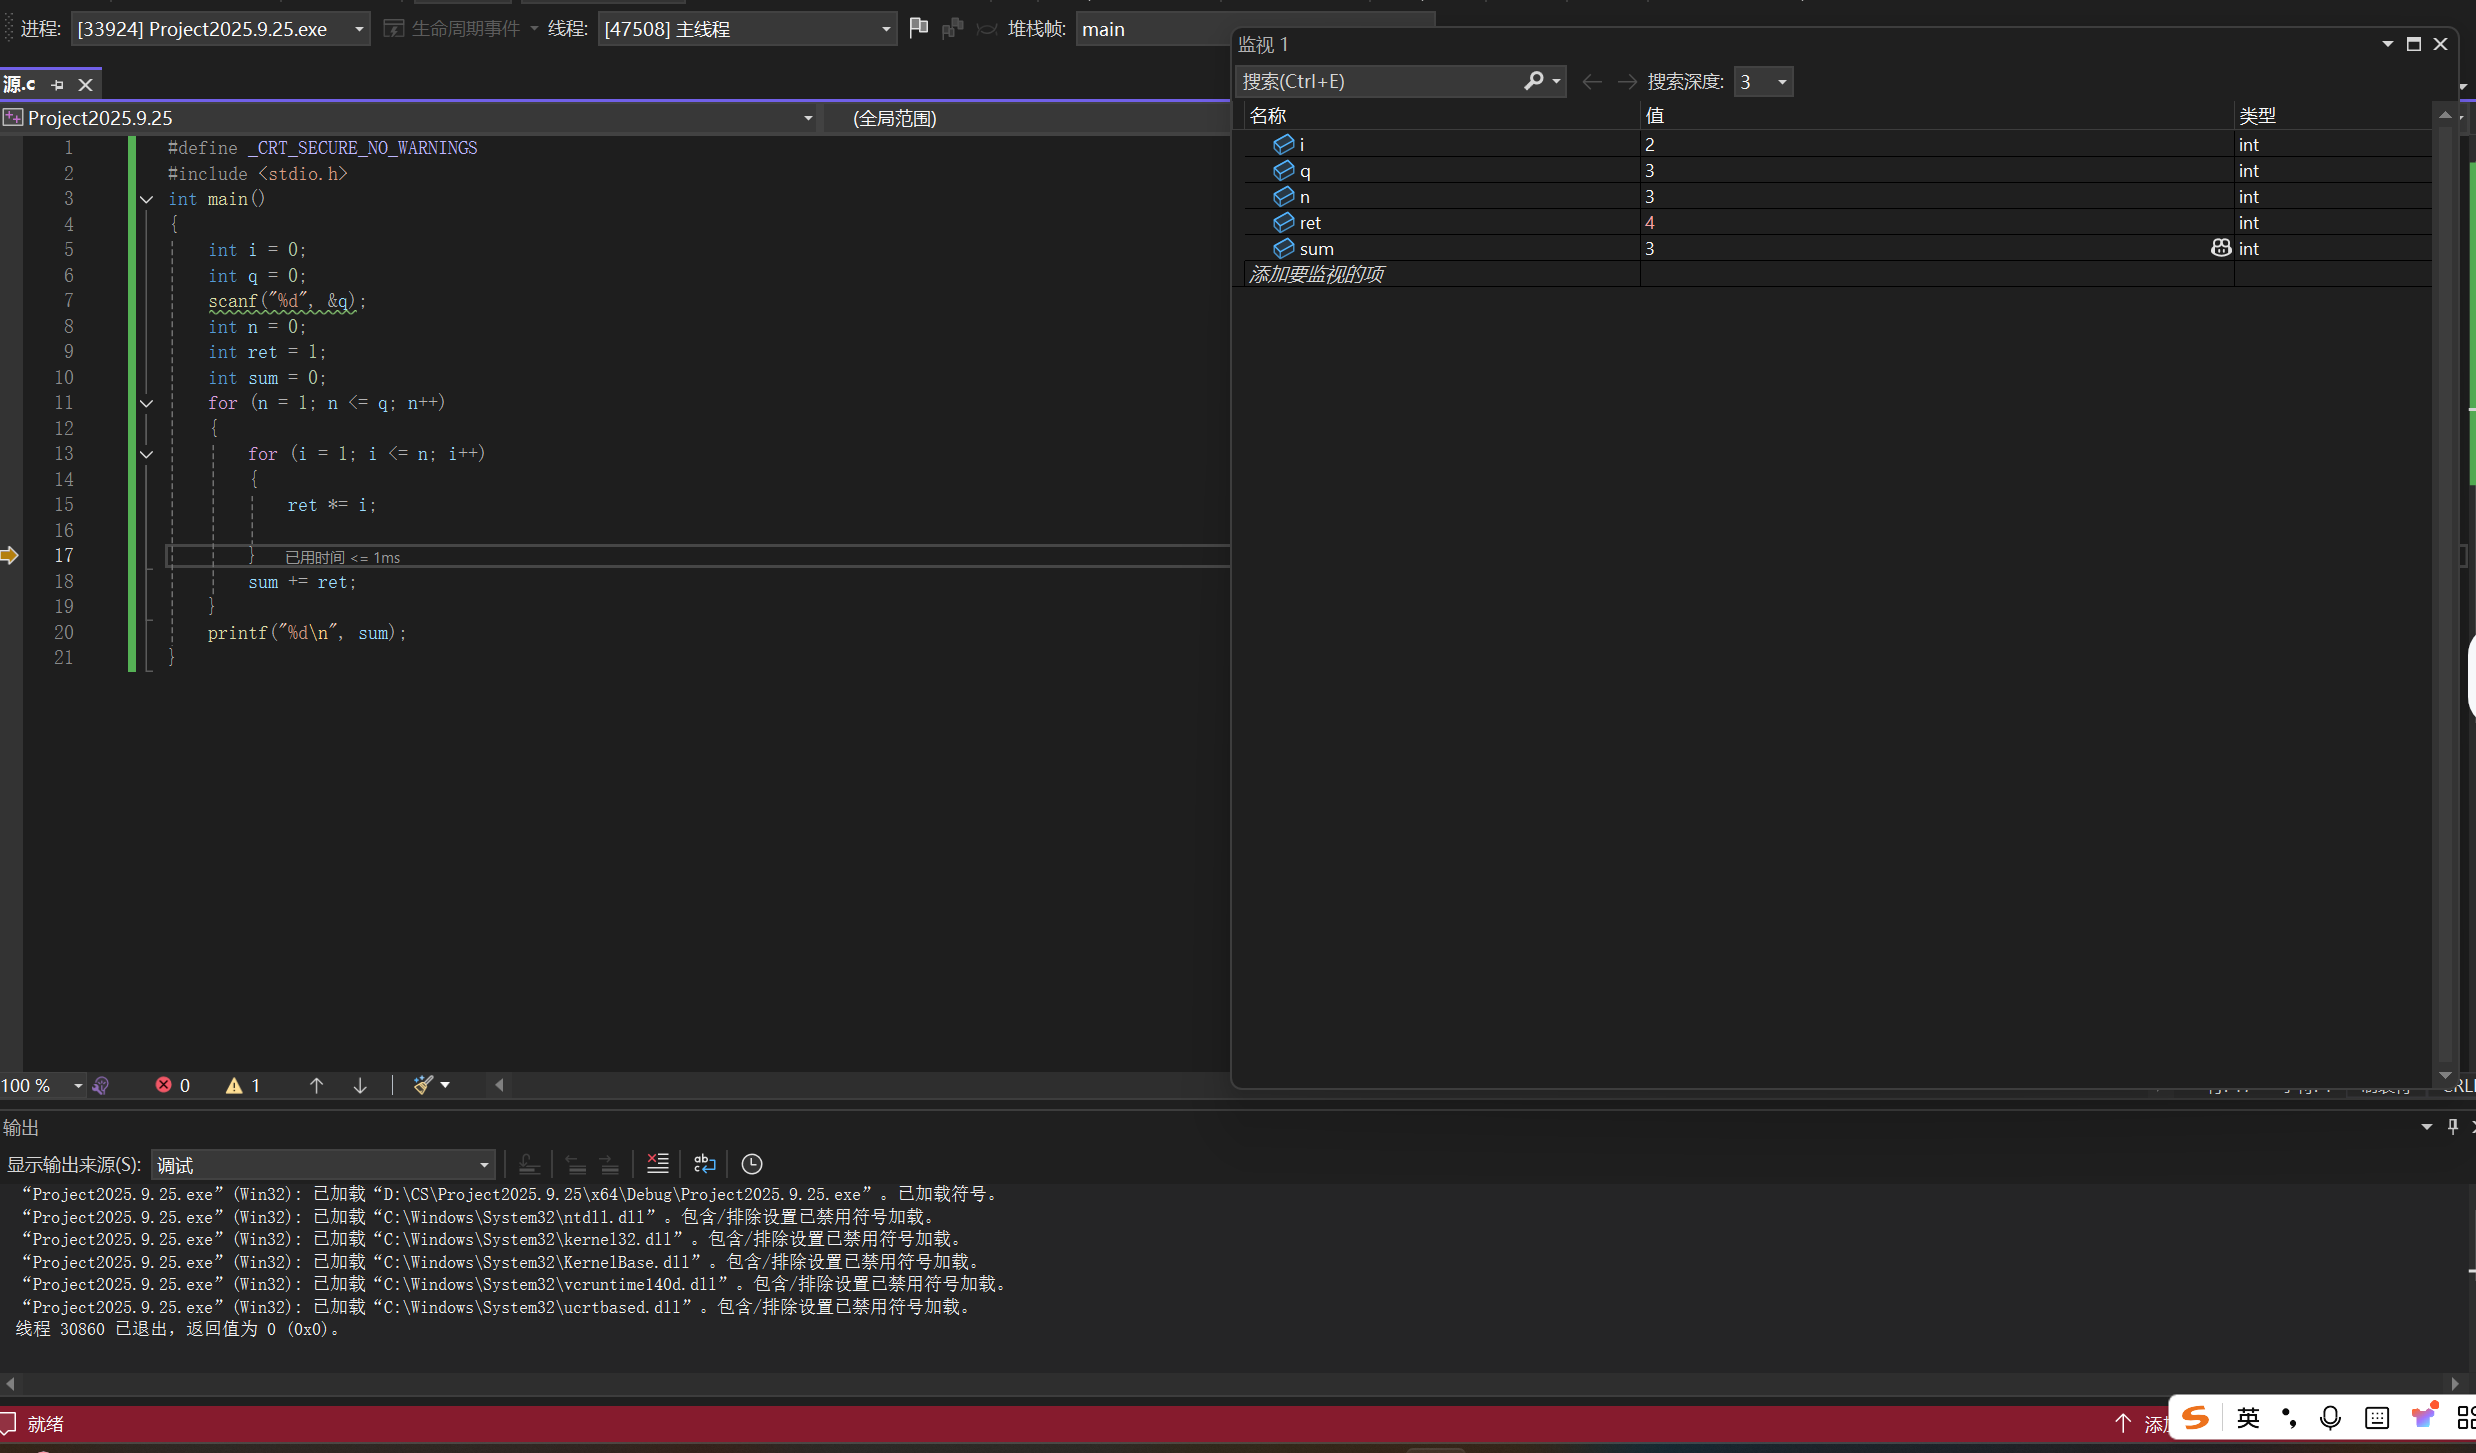 进程: [33924] Project2025.9.25.exe 生命周期事件 线程: [47508] 主线程 堆栈帧: main
源.c
Project2025.9.25 (全局范围)
1 #define _CRT_SECURE_NO_WARNINGS
2 #include <stdio.h>
3 int main()
4 {
5 int i = 0;
6 int q = 0;
7 scanf("%d", &q);
8 int n = 0;
9 int ret = 1;
10 int sum = 0;
11 for (n = 1; n <= q; n++)
12 {
13 for (i = 1; i <= n; i++)
14 {
15 ret *= i;
16
17 } 已用时间 <= 1ms
18 sum += ret;
19 }
20 printf("%d\n", sum);
21 }
监视 1
搜索(Ctrl+E) 搜索深度: 3
名称 值 类型
i 2 int
q 3 int
n 3 int
ret 4 int
sum 3 int
添加要监视的项
100 % 0 1
输出
显示输出来源(S): 调试
“Project2025.9.25.exe”(Win32): 已加载“D:\CS\Project2025.9.25\x64\Debug\Project2025.9.25.exe”。已加载符号。
“Project2025.9.25.exe”(Win32): 已加载“C:\Windows\System32\ntdll.dll”。包含/排除设置已禁用符号加载。
“Project2025.9.25.exe”(Win32): 已加载“C:\Windows\System32\kernel32.dll”。包含/排除设置已禁用符号加载。
“Project2025.9.25.exe”(Win32): 已加载“C:\Windows\System32\KernelBase.dll”。包含/排除设置已禁用符号加载。
“Project2025.9.25.exe”(Win32): 已加载“C:\Windows\System32\vcruntime140d.dll”。包含/排除设置已禁用符号加载。
“Project2025.9.25.exe”(Win32): 已加载“C:\Windows\System32\ucrtbased.dll”。包含/排除设置已禁用符号加载。
线程 30860 已退出，返回值为 0 (0x0)。
就绪 添 英